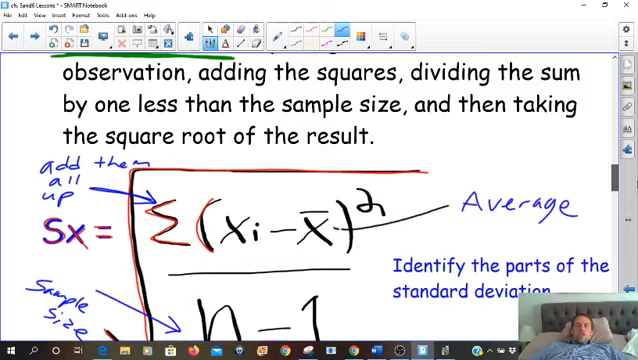 ch. 5and6 Lessons * - SMART Notebook
File Edit View Insert Format Tools Add-ons Help
observation, adding the squares, dividing the sum
by one less than the sample size, and then taking
the square root of the result.
add them
all
up
Sx = Σ (xi - x̄)²
Average
Identify the parts of the
standard deviation
Sample
size
n - 1